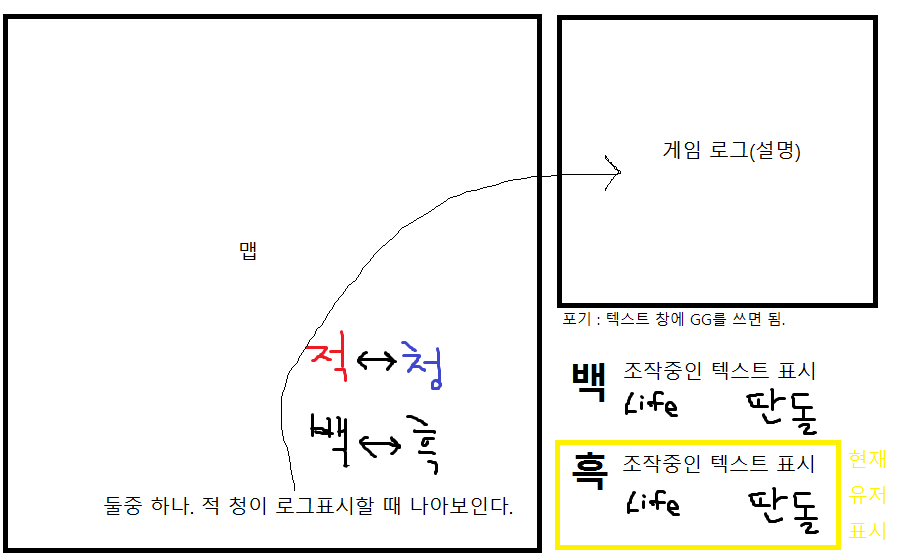 맵
적 ↔ 청
백 ↔ 흑
둘중 하나. 적 청이 로그표시할 때 나아보인다.
게임 로그(설명)
포기 : 텍스트 창에 GG를 쓰면 됨.
백 조작중인 텍스트 표시
Life 판돌
흑 조작중인 텍스트 표시
Life 판돌
현재
유저
표시